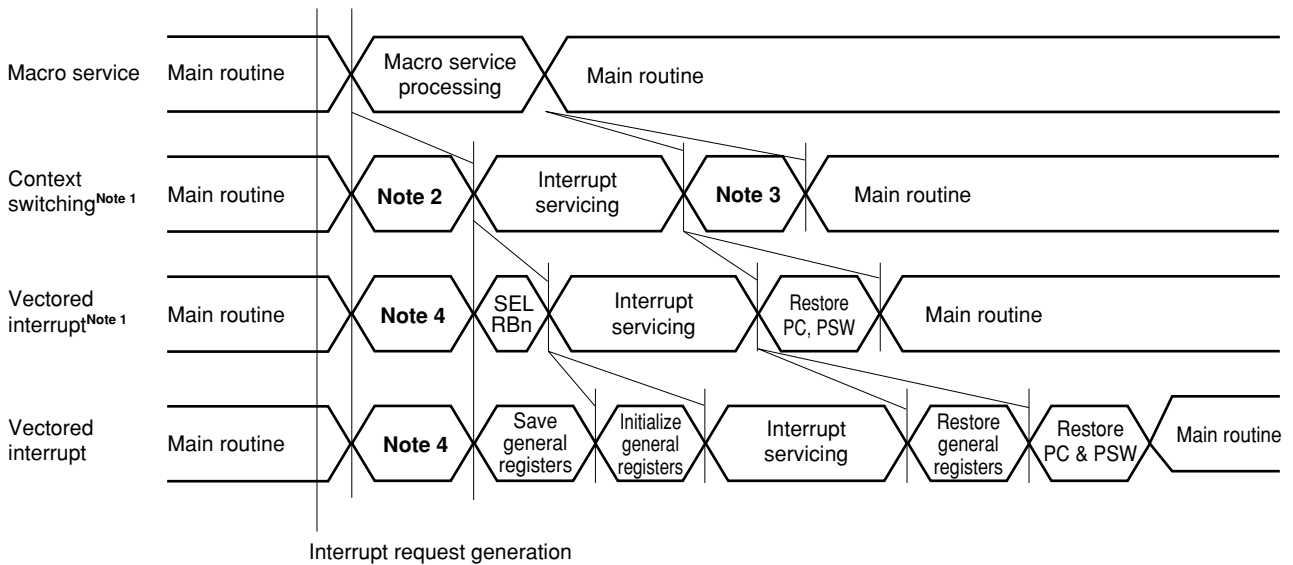 Macro service
Main routine
Macro service
processing
Main routine
Context
switchingNote 1
Main routine
Note 2
Interrupt
servicing
Note 3
Main routine
Vectored
interruptNote 1
Main routine
Note 4
SEL
RBn
Interrupt
servicing
Restore
PC, PSW
Main routine
Vectored
interrupt
Main routine
Note 4
Save
general
registers
Initialize
general
registers
Interrupt
servicing
Restore
general
registers
Restore
PC & PSW
Main routine
Interrupt request generation